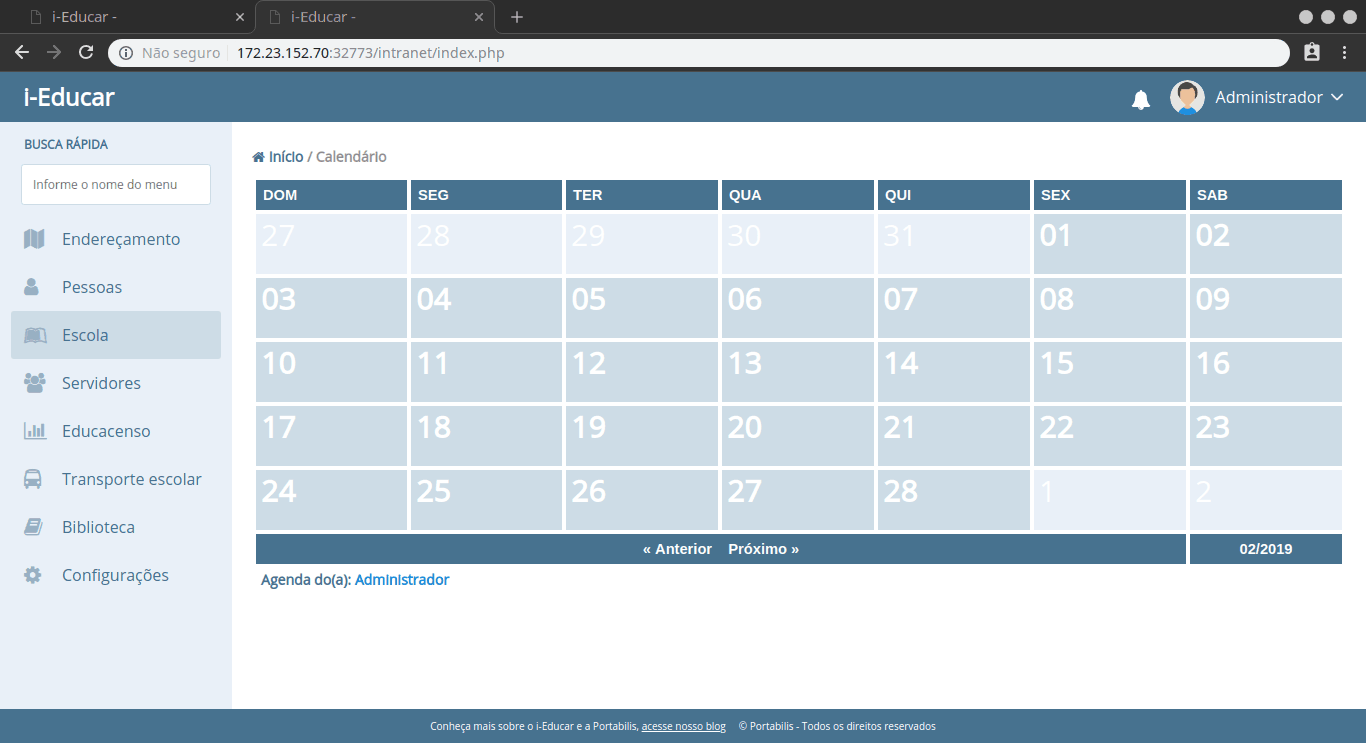 i-Educar - i-Educar -
Não seguro 172.23.152.70:32773/intranet/index.php
i-Educar Administrador
BUSCA RÁPIDA
Informe o nome do menu
Endereçamento
Pessoas
Escola
Servidores
Educacenso
Transporte escolar
Biblioteca
Configurações
Início / Calendário
DOM SEG TER QUA QUI SEX SAB
27 28 29 30 31 01 02
03 04 05 06 07 08 09
10 11 12 13 14 15 16
17 18 19 20 21 22 23
24 25 26 27 28 1 2
« Anterior Próximo » 02/2019
Agenda do(a): Administrador
Conheça mais sobre o i-Educar e a Portabilis, acesse nosso blog © Portabilis - Todos os direitos reservados